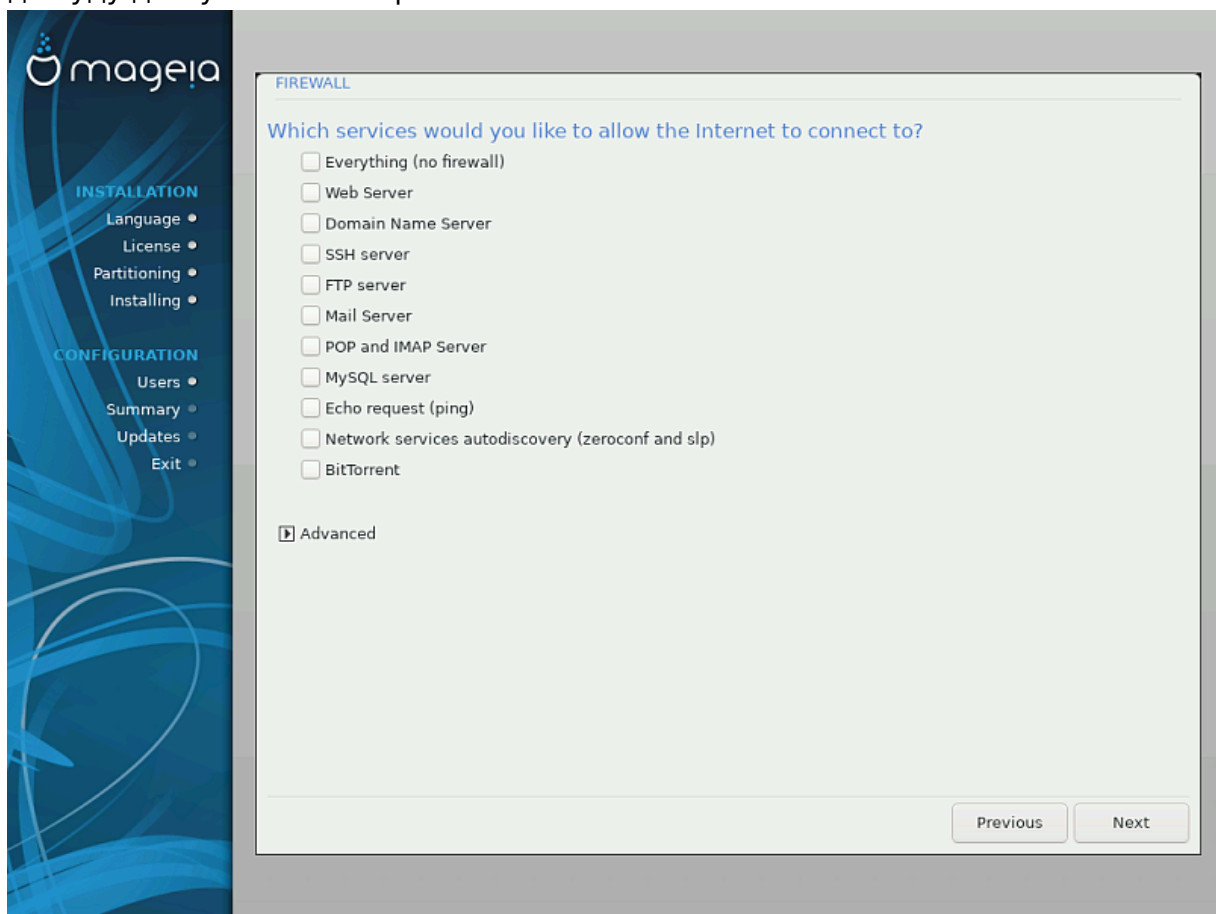 mageia
INSTALLATION
Language
License
Partitioning
Installing
CONFIGURATION
Users
Summary
Updates
Exit
FIREWALL
Which services would you like to allow the Internet to connect to?
Everything (no firewall)
Web Server
Domain Name Server
SSH server
FTP server
Mail Server
POP and IMAP Server
MySQL server
Echo request (ping)
Network services autodiscovery (zeroconf and slp)
BitTorrent
Advanced
Previous
Next